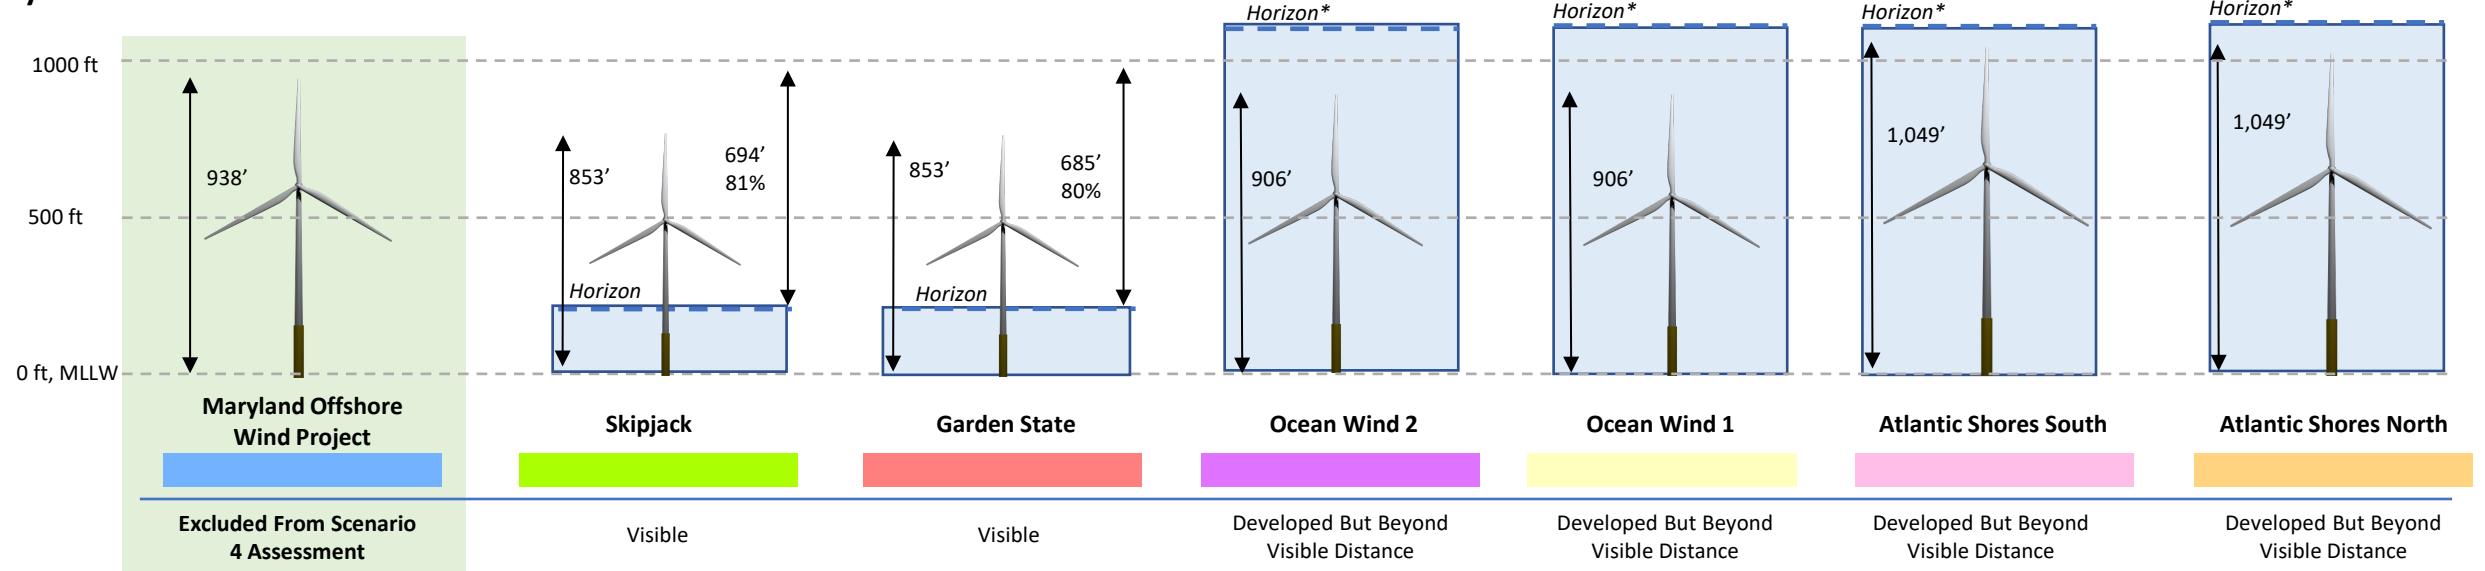 Horizon*
Horizon*
Horizon*
Horizon*
1000 ft
500 ft
0 ft, MLLW
938’
853’
694’
81%
Horizon
853’
685’
80%
Horizon
906’
906’
1,049’
1,049’
Maryland Offshore
Wind Project
Skipjack
Garden State
Ocean Wind 2
Ocean Wind 1
Atlantic Shores South
Atlantic Shores North
Excluded From Scenario
4 Assessment
Visible
Visible
Developed But Beyond
Visible Distance
Developed But Beyond
Visible Distance
Developed But Beyond
Visible Distance
Developed But Beyond
Visible Distance